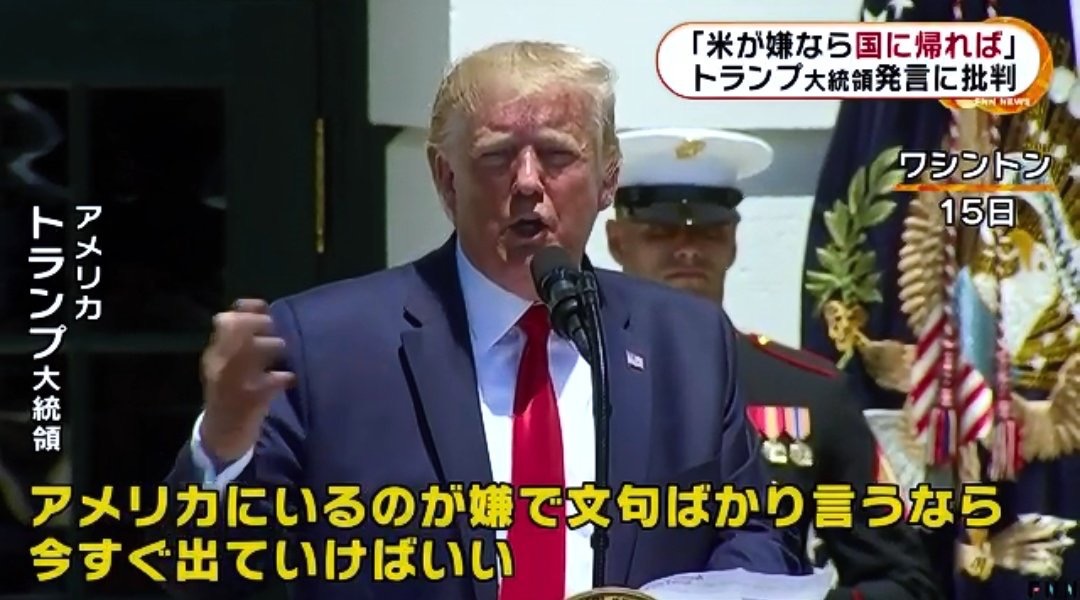 「米が嫌なら国に帰れば」
トランプ大統領発言に批判
FNN NEWS
ワシントン
15日
アメリカ
トランプ大統領
アメリカにいるのが嫌で文句ばかり言うなら
今すぐ出ていけばいい
FNN